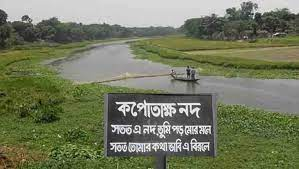 কপোতাক্ষ নদ
সতত এ নদ, তুমি পড় মোর মনে
সতত তোমার কথা ভাবি এ বিরলে